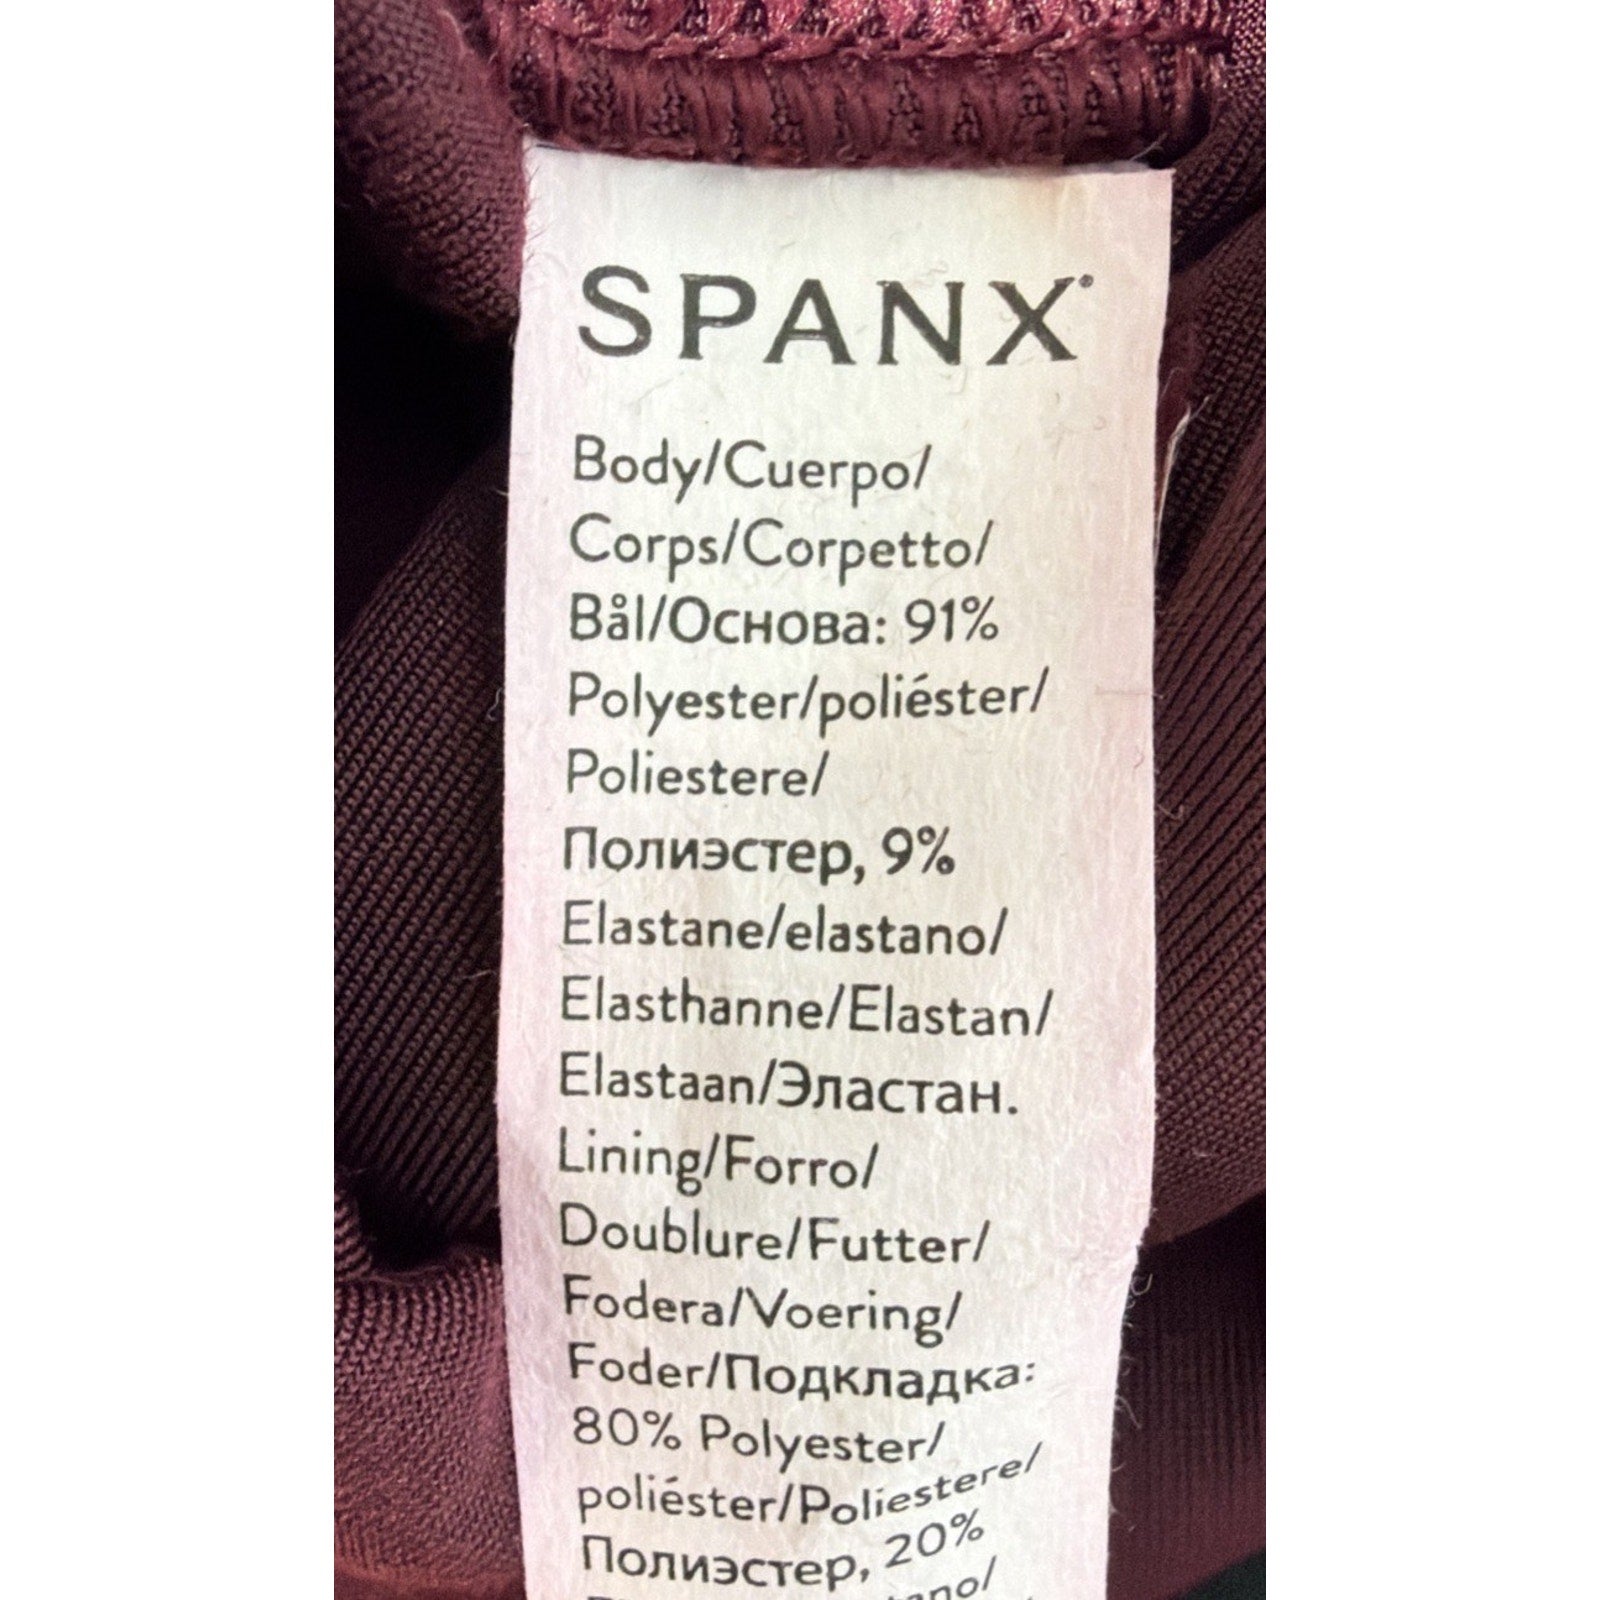 SPANX
Body/Cuerpo/
Corps/Corpetto/
Bål/Основа: 91%
Polyester/poliéster/
Poliestere/
Полиэстер, 9%
Elastane/elastano/
Elasthanne/Elastan/
Elastaan/Эластан.
Lining/Forro/
Doublure/Futter/
Fodera/Voering/
Foder/Подкладка:
80% Polyester/
poliéster/Poliestere/
Полиэстер, 20%